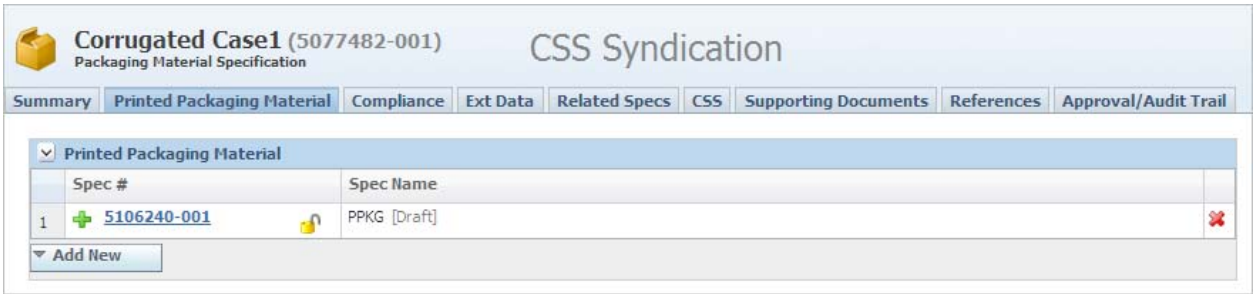 Corrugated Case1 (5077482-001)
Packaging Material Specification
CSS Syndication
Summary Printed Packaging Material Compliance Ext Data Related Specs CSS Supporting Documents References Approval/Audit Trail
Printed Packaging Material
Spec # Spec Name
1 5106240-001 PPKG [Draft]
Add New